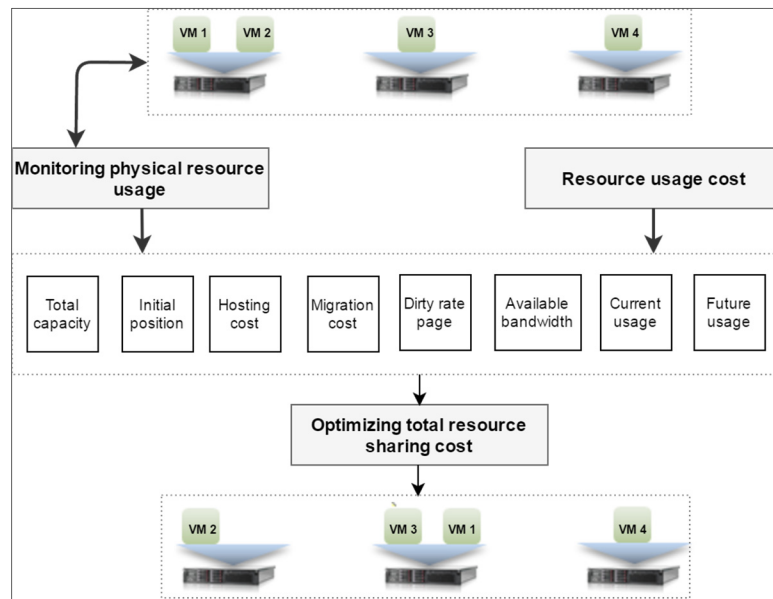 VM 1
VM 2
VM 3
VM 4
Monitoring physical resource
usage
Resource usage cost
Total
capacity
Initial
position
Hosting
cost
Migration
cost
Dirty rate
page
Available
bandwidth
Current
usage
Future
usage
Optimizing total resource
sharing cost
VM 2
VM 3
VM 1
VM 4